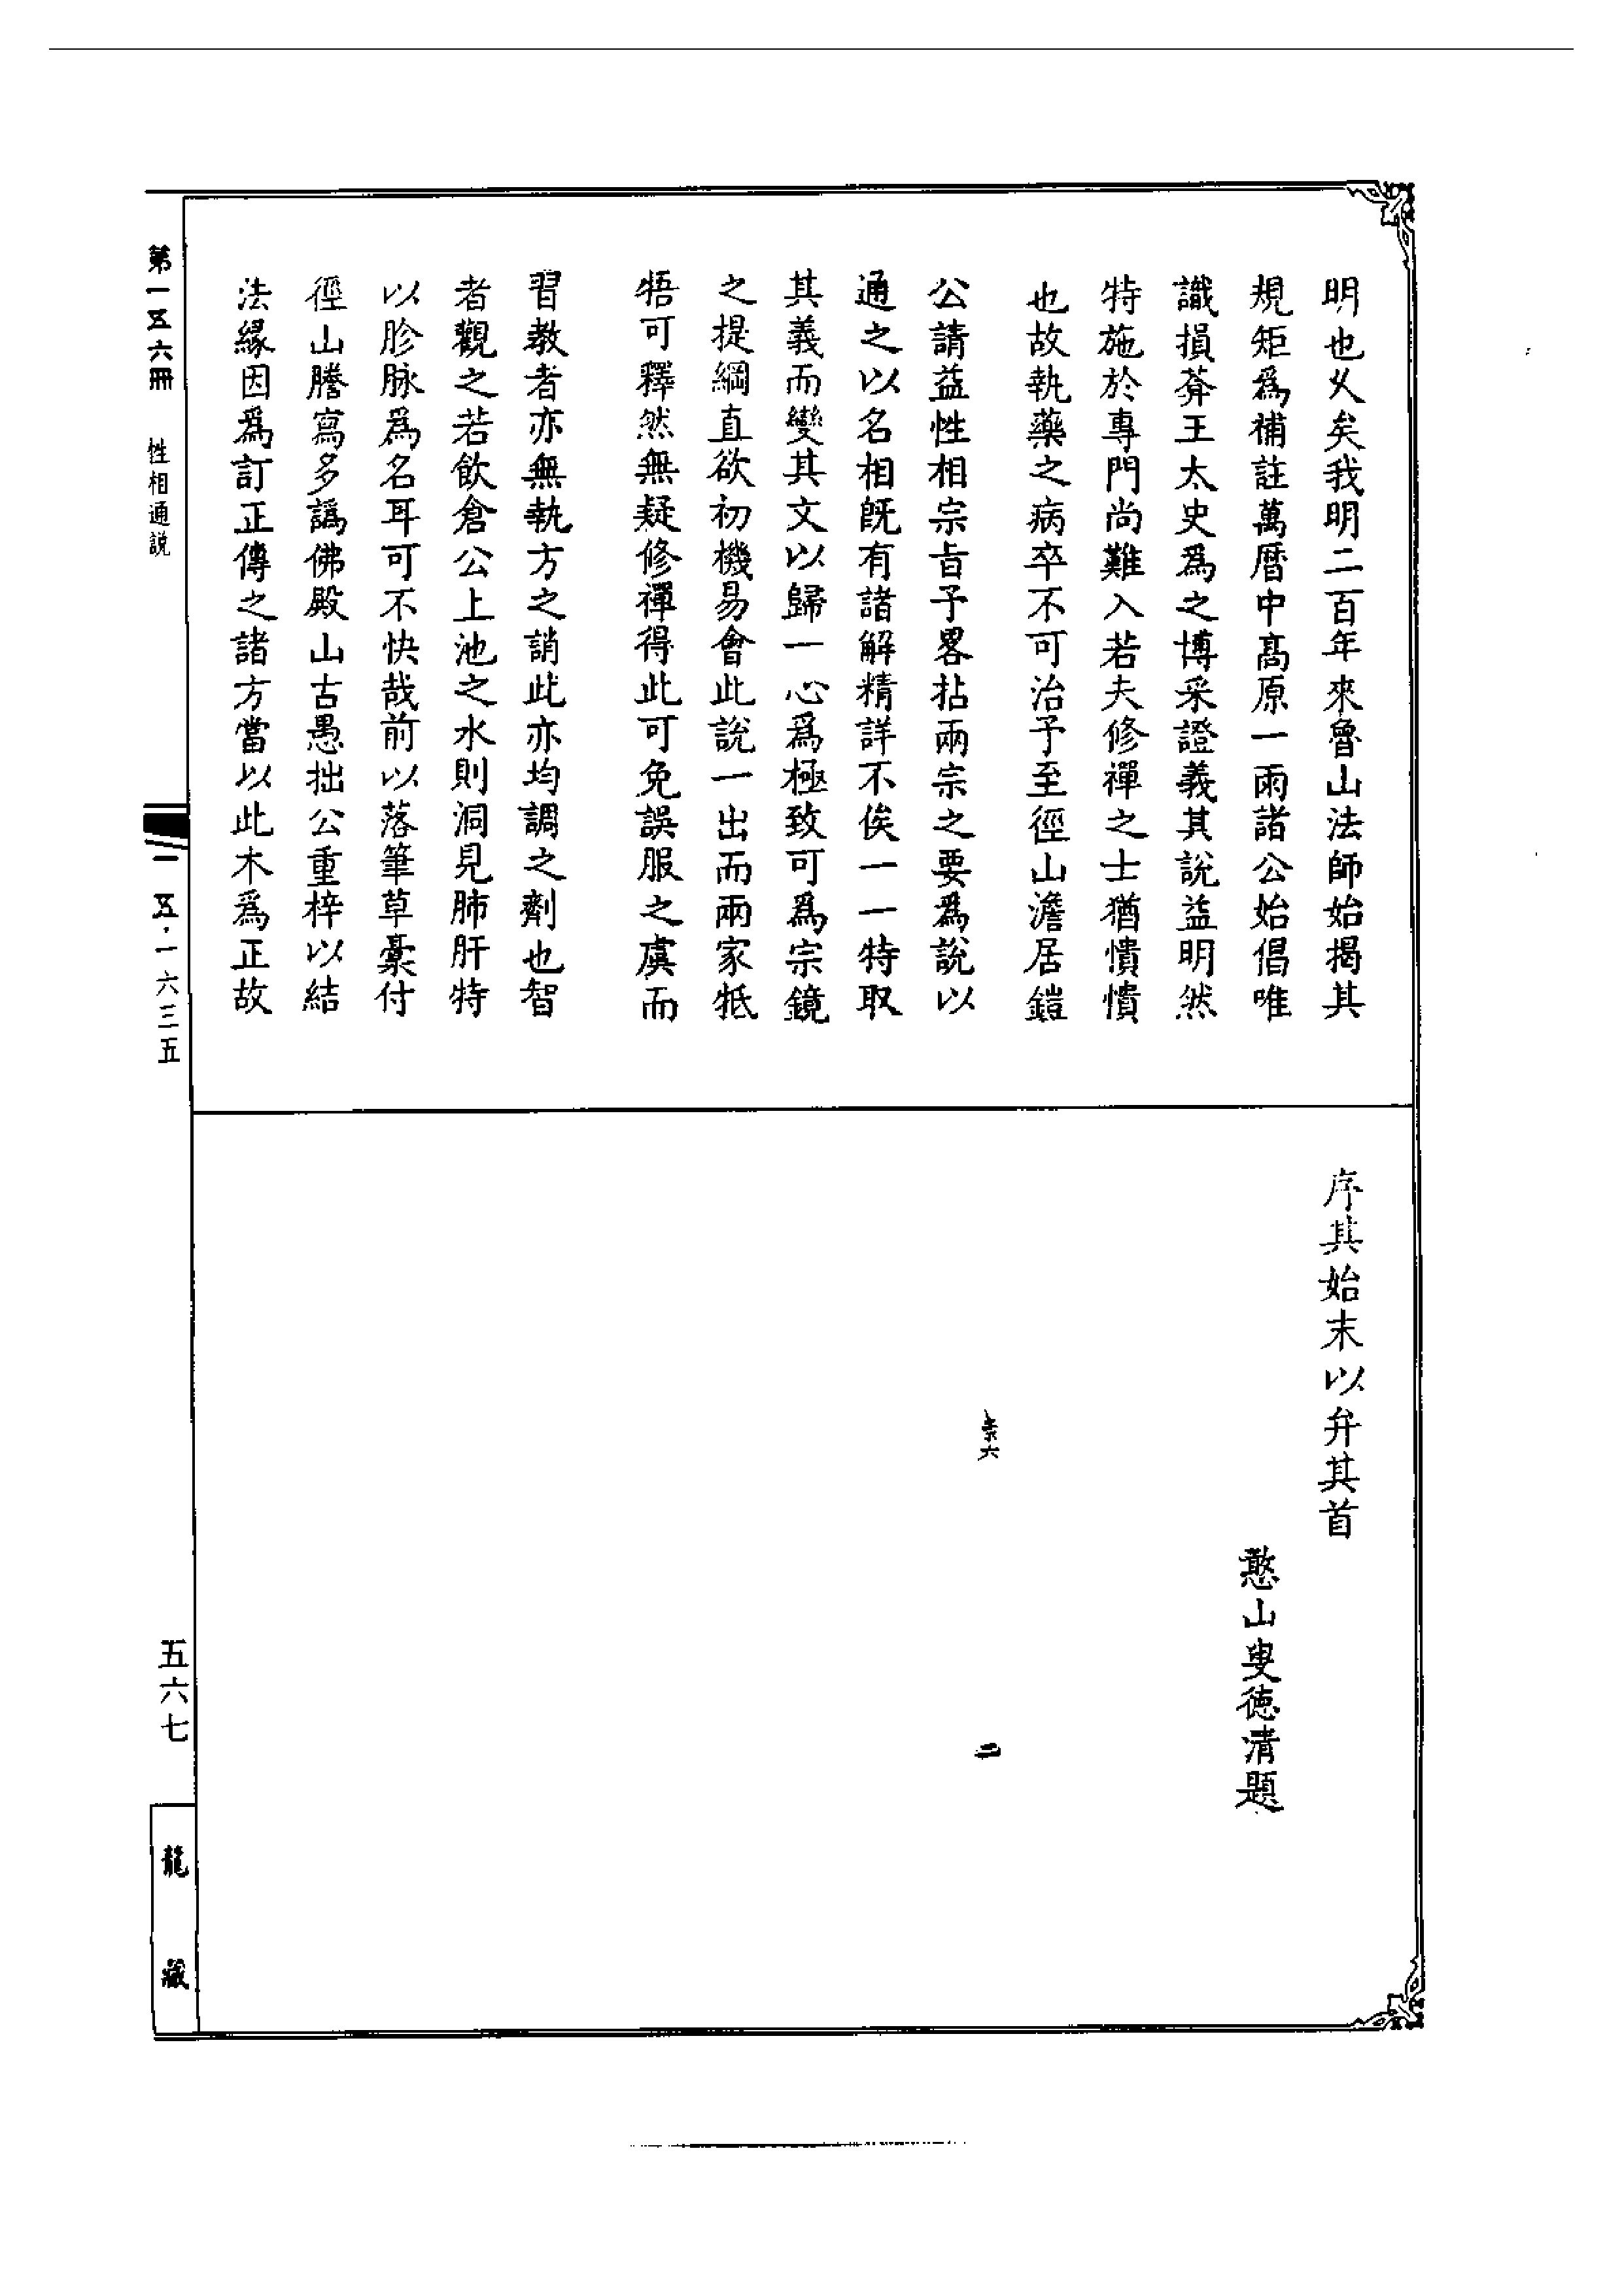 明也久矣我明二百年來魯山法師始揭其
規矩爲補註萬曆中髙原一雨諸公始倡唯
識損菴王太史爲之博采證義其說益明然
特施於專門尚難入若夫修禪之士猶憒憒
也故執藥之病卒不可治予至徑山澹居鎧
公請益性相宗旨予畧拈兩宗之要爲說以
通之以名相旣有諸解精詳不俟一一特取
其義而變其文以歸一心爲極致可爲宗鏡
之提綱直欲初機易會此說一出而兩家牴
牾可釋然無疑修禪得此可免誤服之虞而
習教者亦無執方之誚此亦均調之劑也智
者觀之若飲倉公上池之水則洞見肺肝特
以胗脉爲名耳可不快哉前以落筆草藁付
徑山謄寫多譌佛殿山古愚拙公重梓以結
法緣因爲訂正傳之諸方當以此木爲正故
序其始末以弁其首
憨山叟德清題
六
二
第一五六冊 性相通說
一五·一六三五
五六七
龍藏